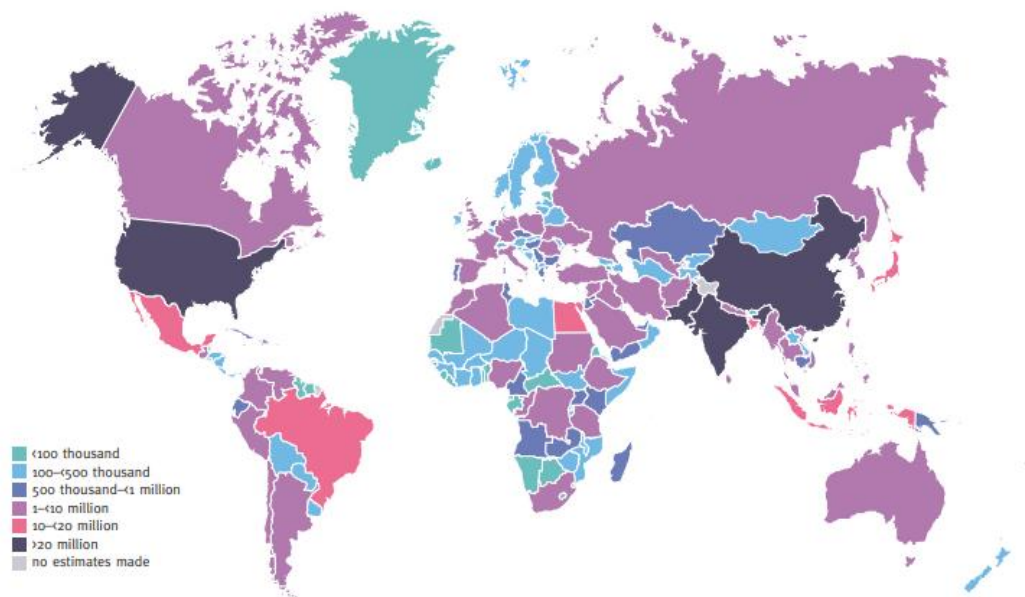 <100 thousand
100–<500 thousand
500 thousand–<1 million
1–<10 million
10–<20 million
>20 million
no estimates made